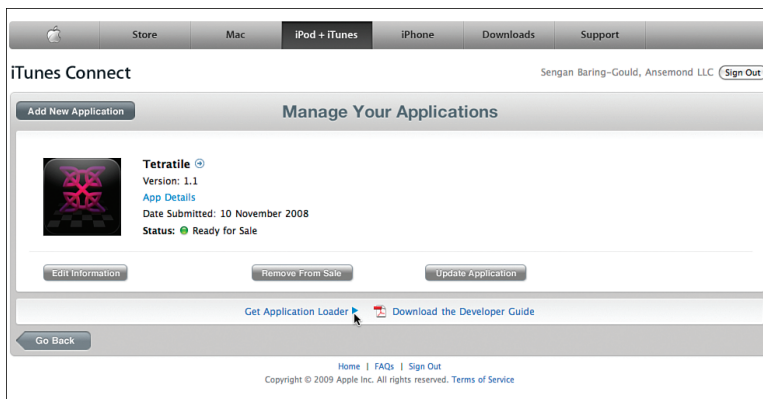 Store Mac iPod + iTunes iPhone Downloads Support
iTunes Connect
Sengan Baring-Gould, Ansemond LLC Sign Out
Add New Application
Manage Your Applications
Tetratile
Version: 1.1
App Details
Date Submitted: 10 November 2008
Status: Ready for Sale
Edit Information Remove From Sale Update Application
Get Application Loader Download the Developer Guide
Go Back
Home | FAQs | Sign Out
Copyright © 2009 Apple Inc. All rights reserved. Terms of Service